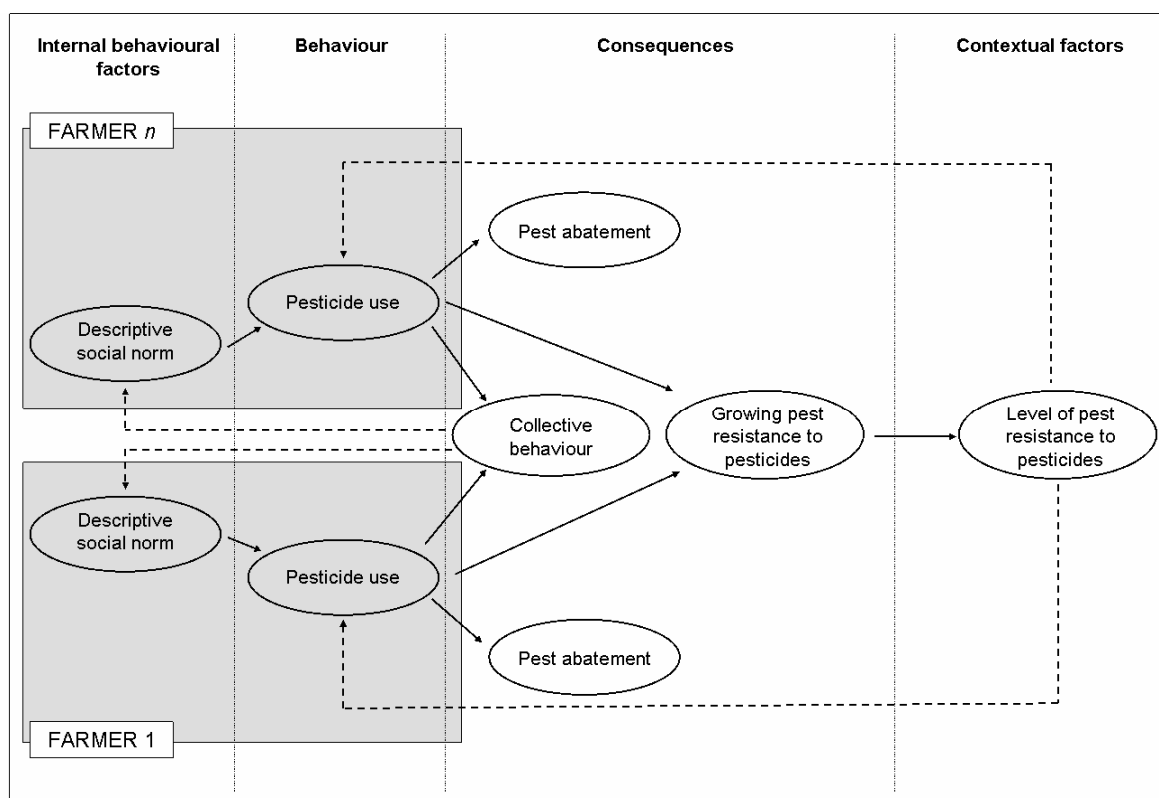 Internal behavioural
factors
Behaviour
Consequences
Contextual factors
FARMER n
Pest abatement
Pesticide use
Descriptive
social norm
Collective
behaviour
Growing pest
resistance to
pesticides
Level of pest
resistance to
pesticides
Descriptive
social norm
Pesticide use
Pest abatement
FARMER 1